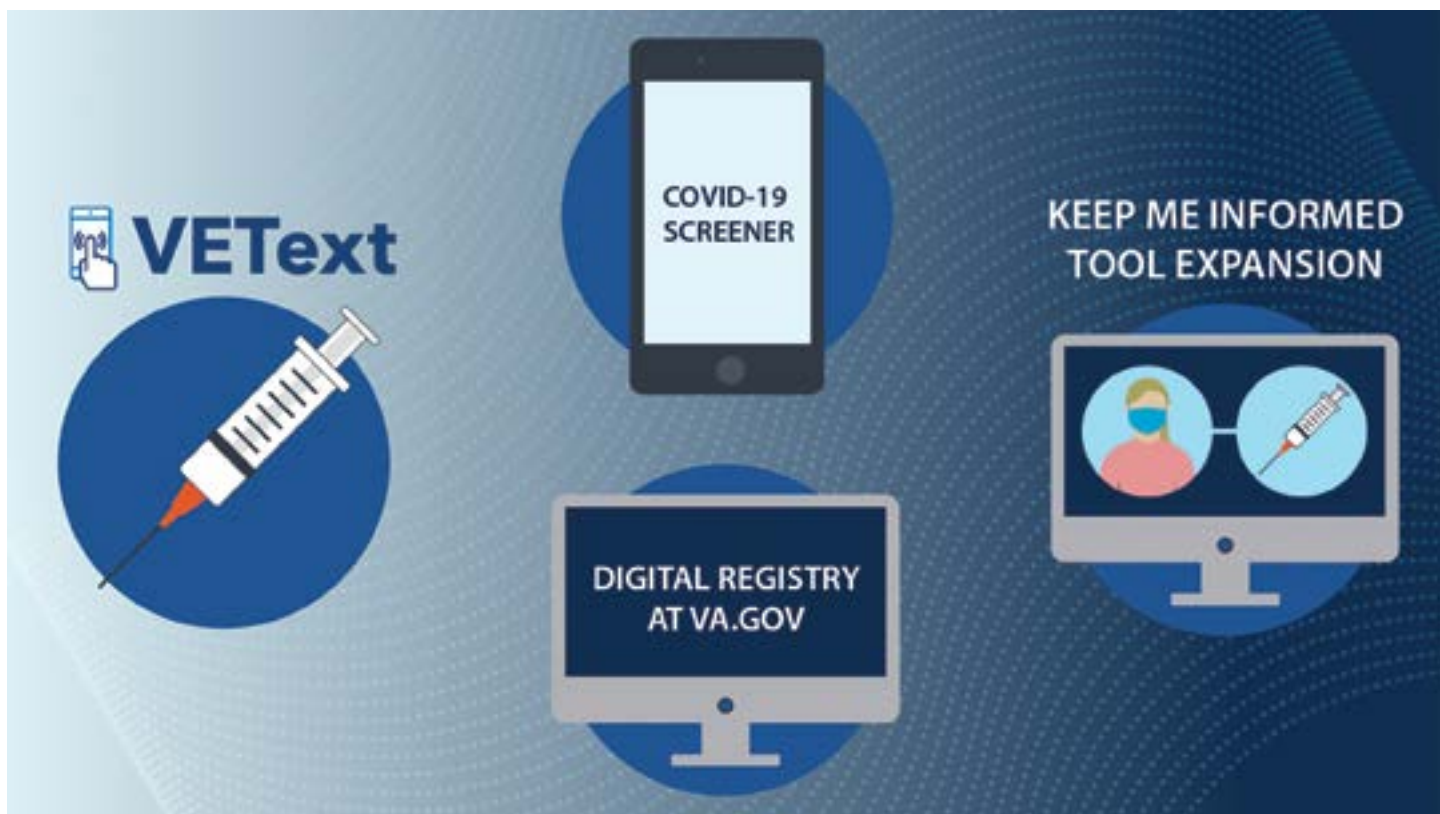 VEText
COVID-19
SCREENER
DIGITAL REGISTRY
AT VA.GOV
KEEP ME INFORMED
TOOL EXPANSION